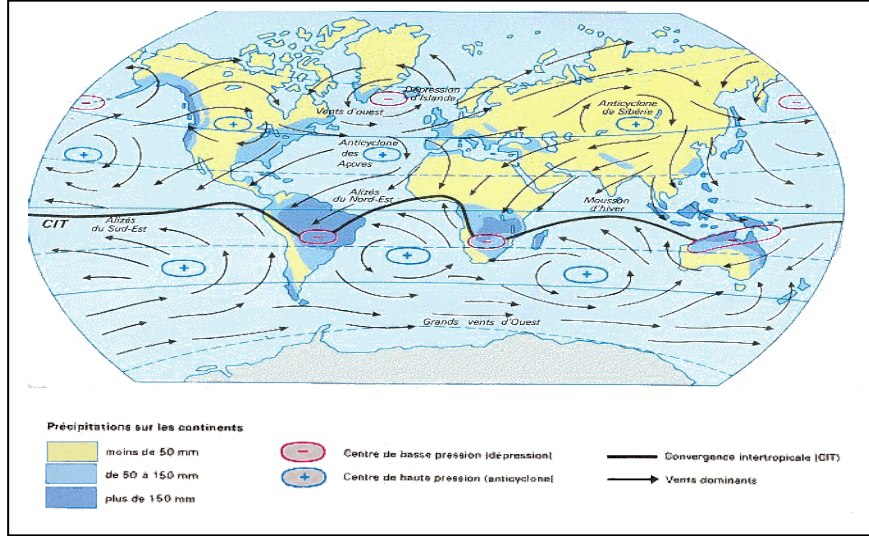 Dépression
d'Islande
Vents d'ouest
Anticyclone
de Sibérie
Anticyclone
des
Açores
Alizés
du Nord-Est
Mousson
d'hiver
CIT
Alizés
du Sud-Est
Grands vents d'Ouest
Précipitations sur les continents
moins de 50 mm
de 50 à 150 mm
plus de 150 mm
Centre de basse pression (dépression)
Centre de haute pression (anticyclone)
Convergence intertropicale (CIT)
Vents dominants